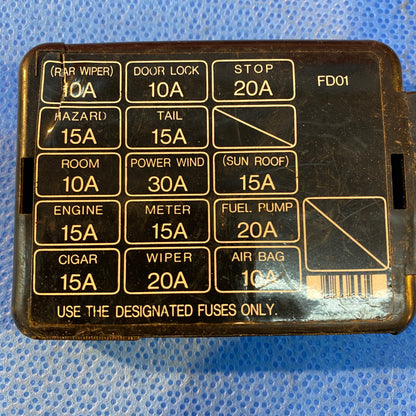 (RAR WIPER) DOOR LOCK STOP FD01
10A 10A 20A
HAZARD TAIL
15A 15A
ROOM POWER WIND (SUN ROOF)
10A 30A 15A
ENGINE METER FUEL PUMP
15A 15A 20A
CIGAR WIPER AIR BAG
15A 20A 10A
USE THE DESIGNATED FUSES ONLY.